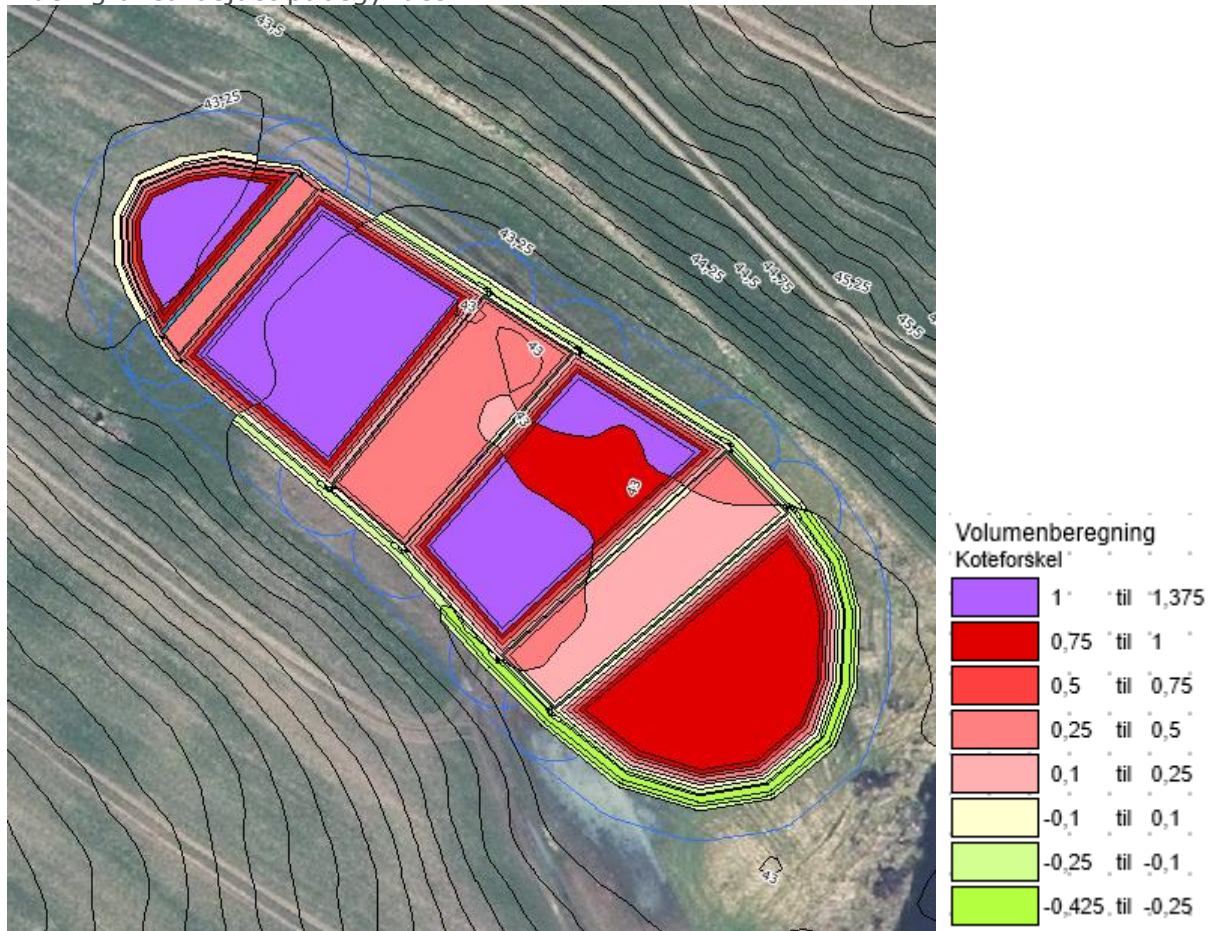 43,5
43,25
43,25
44,25
44,5
44,75
45,25
45,5
43
43
43
43
43
Volumenberegning
Koteforskel
1 til 1,375
0,75 til 1
0,5 til 0,75
0,25 til 0,5
0,1 til 0,25
-0,1 til 0,1
-0,25 til -0,1
-0,425 til -0,25